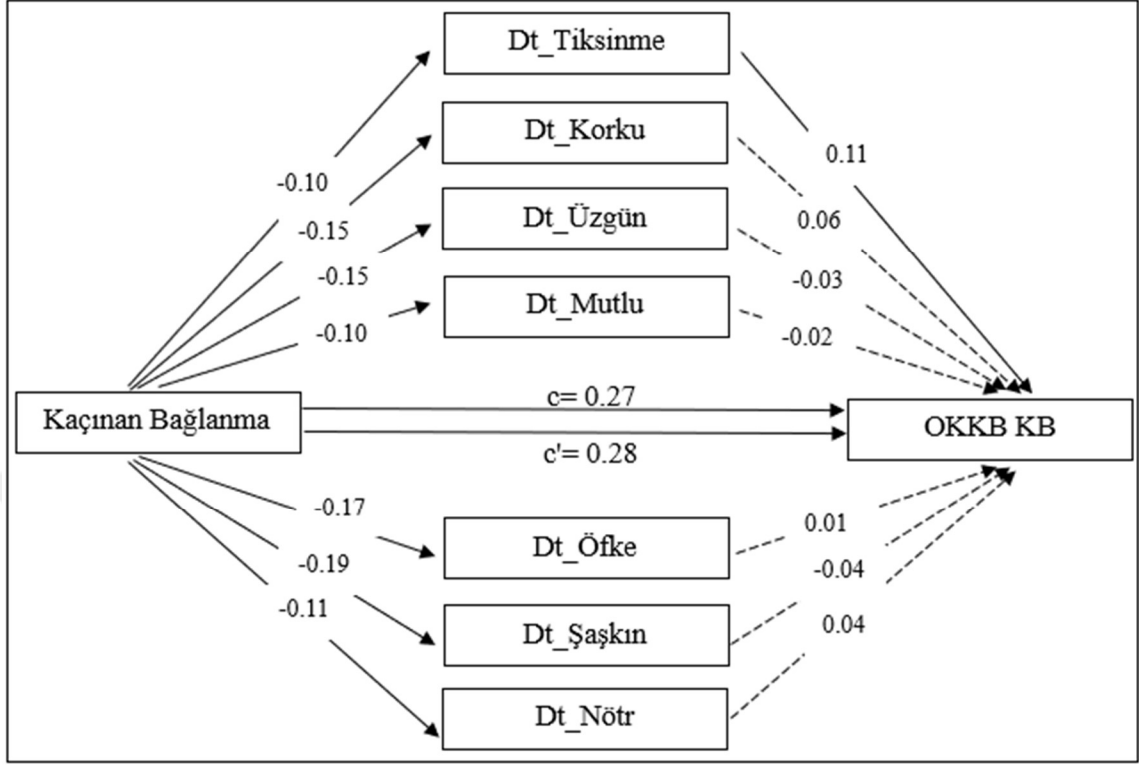 Dt_Tiksinme
Dt_Korku
0.11
-0.10
Dt_Üzgün
0.06
-0.15
-0.15
-0.03
Dt_Mutlu
-0.10
-0.02
c= 0.27
Kaçınan Bağlanma
OKKB KB
c'= 0.28
-0.17
0.01
Dt_Öfke
-0.19
-0.04
-0.11
0.04
Dt_Şaşkın
Dt_Nötr